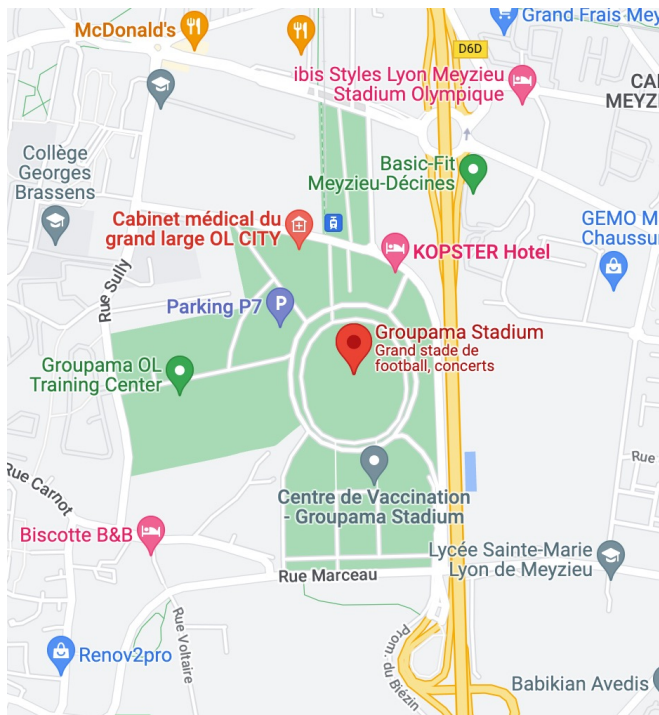 McDonald's
Grand Frais Mey
D6D
ibis Styles Lyon Meyzieu
Stadium Olympique
CA
MEYZ
Collège
Georges
Brassens
Basic-Fit
Meyzieu-Décines
Cabinet médical du
grand large OL CITY
GEMO M
Chaussur
KOPSTER Hotel
Rue Sully
Parking P7
P
Groupama Stadium
Grand stade de
football, concerts
Groupama OL
Training Center
Rue Carnot
Rue
Centre de Vaccination
- Groupama Stadium
Biscotte B&B
Lycée Sainte-Marie
Lyon de Meyzieu
Rue Marceau
Rue Voltaire
Prom. du Biézin
Renov2pro
Babikian Avedis